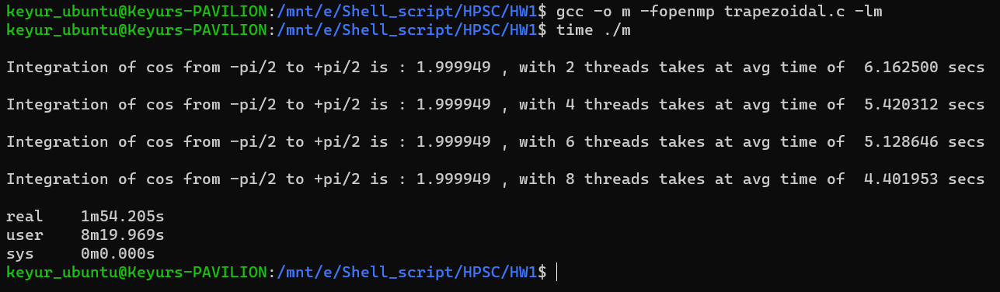 keyur_ubuntu@Keyurs-PAVILION:/mnt/e/Shell_script/HPSC/HW1$ gcc -o m -fopenmp trapezoidal.c -lm
keyur_ubuntu@Keyurs-PAVILION:/mnt/e/Shell_script/HPSC/HW1$ time ./m
Integration of cos from -pi/2 to +pi/2 is : 1.999949 , with 2 threads takes at avg time of  6.162500 secs
Integration of cos from -pi/2 to +pi/2 is : 1.999949 , with 4 threads takes at avg time of  5.420312 secs
Integration of cos from -pi/2 to +pi/2 is : 1.999949 , with 6 threads takes at avg time of  5.128646 secs
Integration of cos from -pi/2 to +pi/2 is : 1.999949 , with 8 threads takes at avg time of  4.401953 secs
real    1m54.205s
user    8m19.969s
sys     0m0.000s
keyur_ubuntu@Keyurs-PAVILION:/mnt/e/Shell_script/HPSC/HW1$